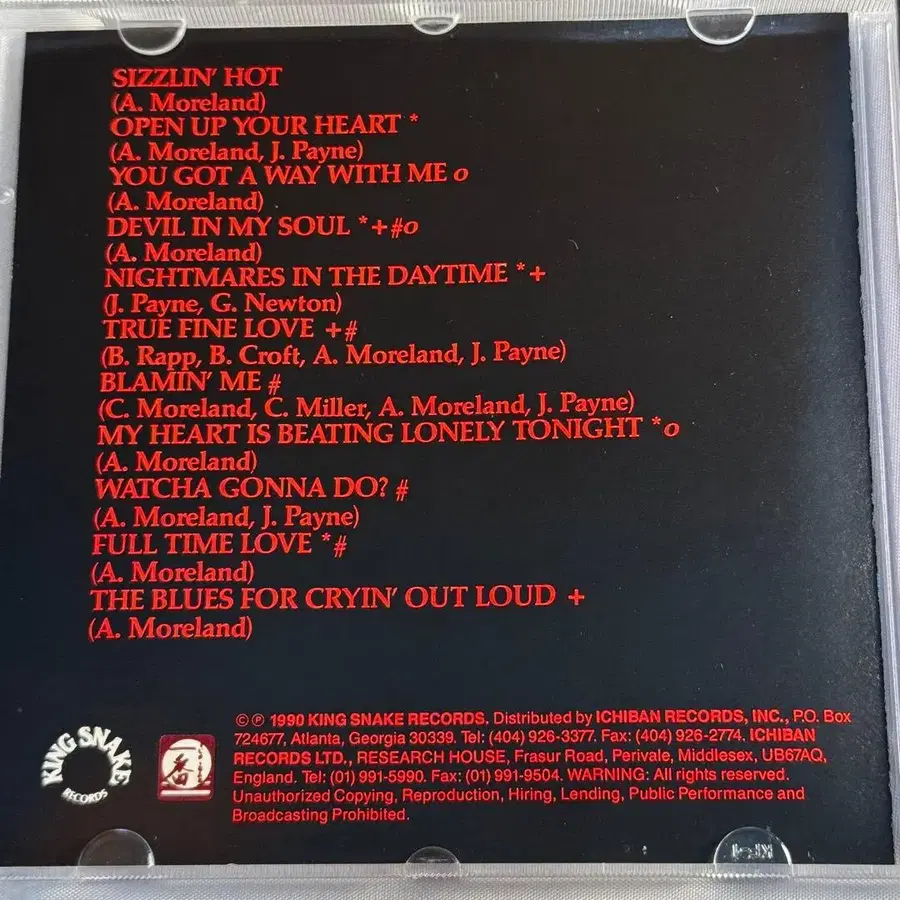 SIZZLIN' HOT
(A. Moreland)
OPEN UP YOUR HEART *
(A. Moreland, J. Payne)
YOU GOT A WAY WITH ME o
(A. Moreland)
DEVIL IN MY SOUL *+#o
(A. Moreland)
NIGHTMARES IN THE DAYTIME *+
(J. Payne, G. Newton)
TRUE FINE LOVE +#
(B. Rapp, B. Croft, A. Moreland, J. Payne)
BLAMIN' ME #
(C. Moreland, C. Miller, A. Moreland, J. Payne)
MY HEART IS BEATING LONELY TONIGHT *o
(A. Moreland)
WATCHA GONNA DO? #
(A. Moreland, J. Payne)
FULL TIME LOVE *#
(A. Moreland)
THE BLUES FOR CRYIN' OUT LOUD +
(A. Moreland)
KING SNAKE
RECORDS
© ℗ 1990 KING SNAKE RECORDS. Distributed by ICHIBAN RECORDS, INC., P.O. Box
724677, Atlanta, Georgia 30339. Tel: (404) 926-3377. Fax: (404) 926-2774. ICHIBAN
RECORDS LTD., RESEARCH HOUSE, Frasur Road, Perivale, Middlesex, UB67AQ,
England. Tel: (01) 991-5990. Fax: (01) 991-9504. WARNING: All rights reserved.
Unauthorized Copying, Reproduction, Hiring, Lending, Public Performance and
Broadcasting Prohibited.